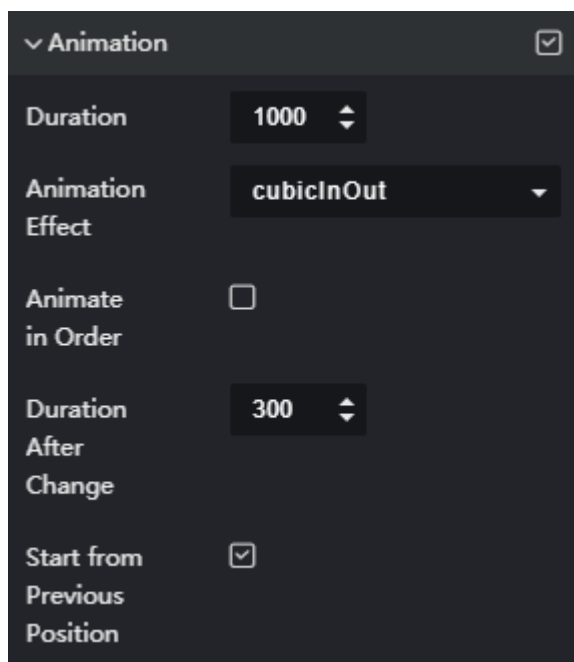 Animation
Duration 1000
Animation cubicInOut
Effect
Animate
in Order
Duration 300
After
Change
Start from
Previous
Position